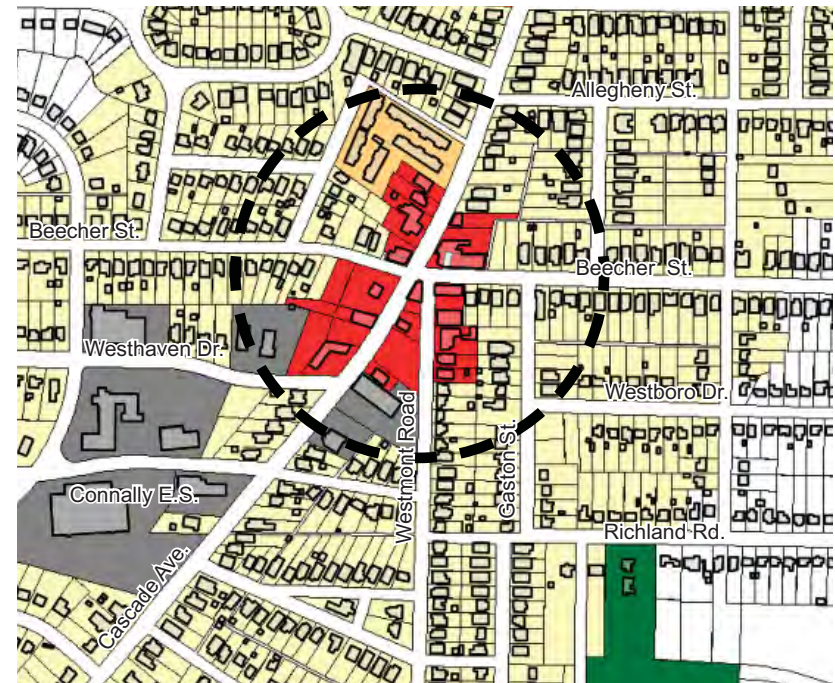 Allegheny St.
Beecher St.
Beecher St.
Westhaven Dr.
Westboro Dr.
Westmont Road
Gaston St.
Connally E.S.
Richland Rd.
Cascade Ave.